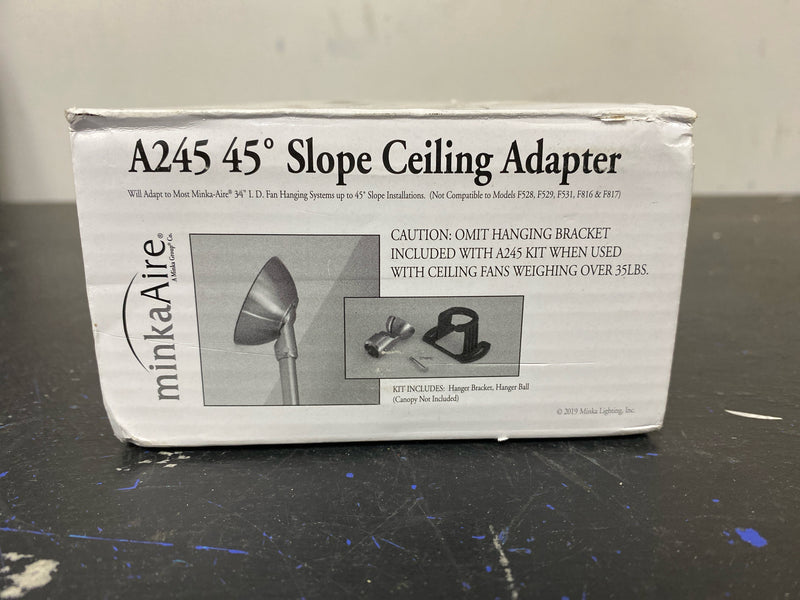 A245 45° Slope Ceiling Adapter
Will Adapt to Most Minka-Aire® 3/4" I. D. Fan Hanging Systems up to 45° Slope Installations. (Not Compatible to Models F528, F529, F531, F816 & F817)
minkaAire®
A Minka Group® Co.
CAUTION: OMIT HANGING BRACKET
INCLUDED WITH A245 KIT WHEN USED
WITH CEILING FANS WEIGHING OVER 35LBS.
KIT INCLUDES: Hanger Bracket, Hanger Ball
(Canopy Not Included)
© 2019 Minka Lighting, Inc.